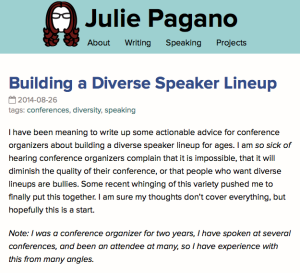 Julie Pagano
About Writing Speaking Projects
Building a Diverse Speaker Lineup
2014-08-26
tags: conferences, diversity, speaking
I have been meaning to write up some actionable advice for conference
organizers about building a diverse speaker lineup for ages. I am so sick of
hearing conference organizers complain that it is impossible, that it will
diminish the quality of their conference, or that people who want diverse
lineups are bullies. Some recent whinging of this variety pushed me to
finally put this together. I am sure my thoughts don't cover everything, but
hopefully this is a start.
Note: I was a conference organizer for two years, I have spoken at several
conferences, and been an attendee at many, so I have experience with
this from many angles.